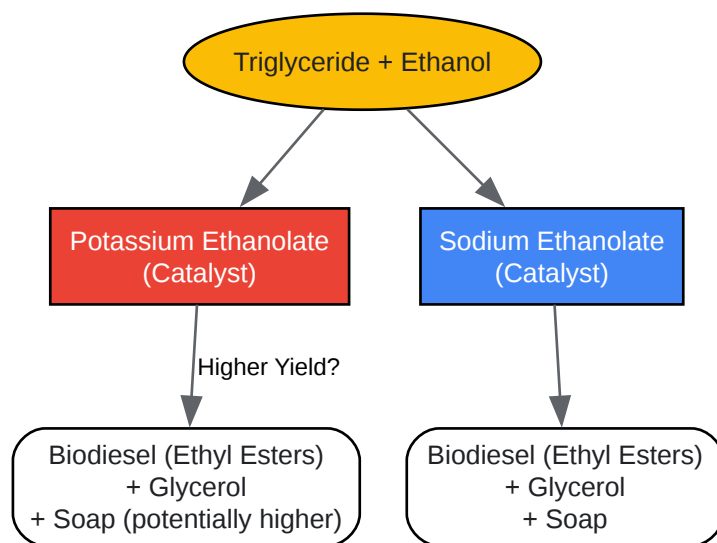 Triglyceride + Ethanol
Potassium Ethanolate
(Catalyst)
Sodium Ethanolate
(Catalyst)
Higher Yield?
Biodiesel (Ethyl Esters)
+ Glycerol
+ Soap (potentially higher)
Biodiesel (Ethyl Esters)
+ Glycerol
+ Soap